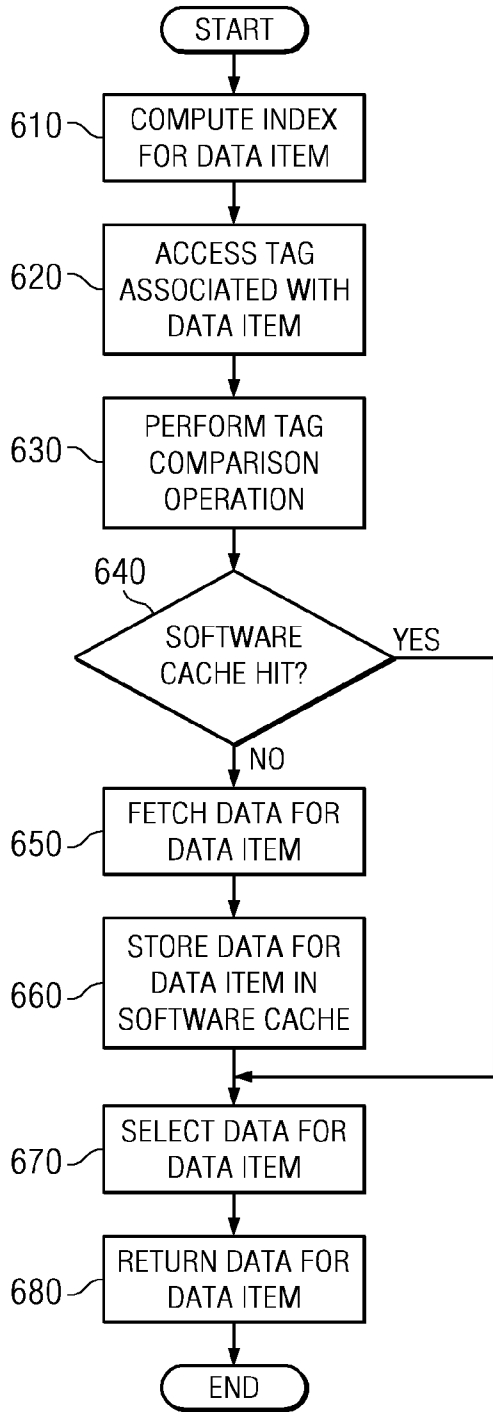 START
610
COMPUTE INDEX
FOR DATA ITEM
620
ACCESS TAG
ASSOCIATED WITH
DATA ITEM
630
PERFORM TAG
COMPARISON
OPERATION
640
SOFTWARE
CACHE HIT?
YES
NO
650
FETCH DATA FOR
DATA ITEM
660
STORE DATA FOR
DATA ITEM IN
SOFTWARE CACHE
670
SELECT DATA FOR
DATA ITEM
680
RETURN DATA FOR
DATA ITEM
END